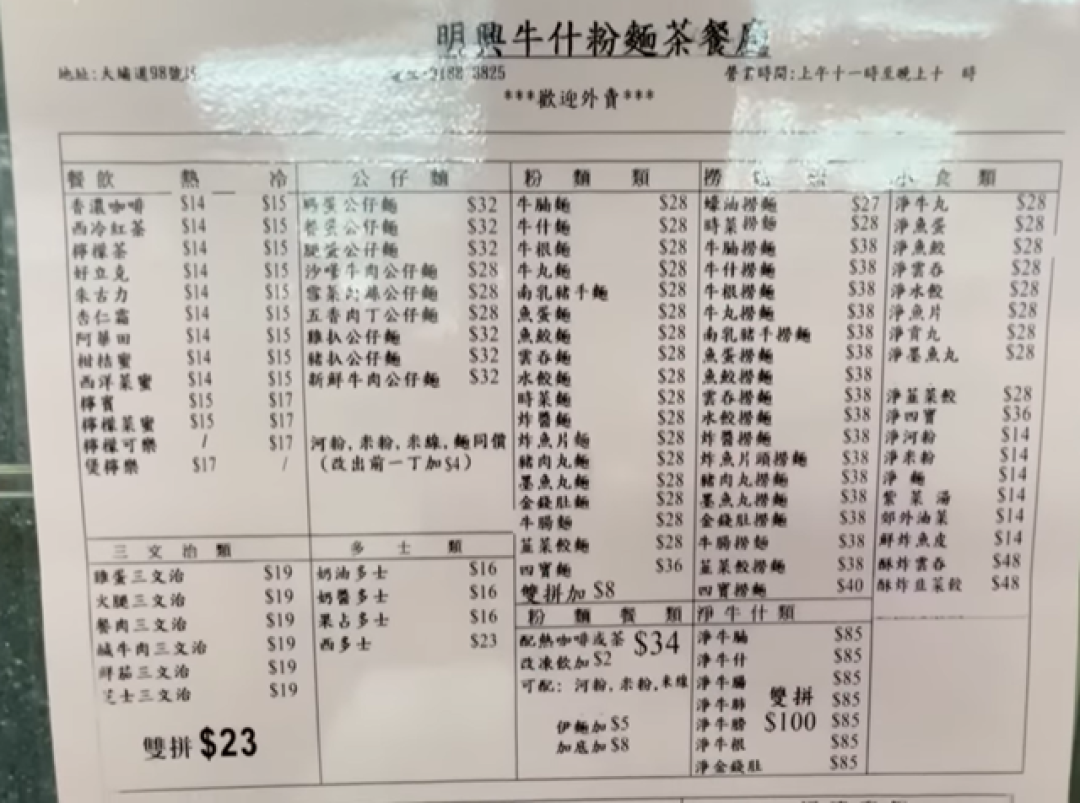 明興牛什粉麵茶餐廳
地址:大埔道98號
3825
營業時間:上午十一時至晚上十 時
***歡迎外賣***
餐飲 熱 冷
香濃咖啡 $14 $15
西冷紅茶 $14 $15
檸檬茶 $14 $15
好立克 $14 $15
朱古力 $14 $15
杏仁霜 $14 $15
阿華田 $14 $15
柑桔蜜 $14 $15
西洋菜蜜 $14 $15
檸賓 $15 $17
檸檬菜蜜 $15 $17
檸檬可樂 / $17
煲檸樂 $17 /
公仔麵
蛋公仔麵 $32
餐蛋公仔麵 $32
腿蛋公仔麵 $32
沙嗲牛肉公仔麵 $28
雪菜肉絲公仔麵 $28
五香肉丁公仔麵 $28
雞扒公仔麵 $32
豬扒公仔麵 $32
新鮮牛肉公仔麵 $32
河粉,米粉,米線,麵同價
(改出前一丁加$4)
粉麵類
牛腩麵 $28
牛什麵 $28
牛根麵 $28
牛丸麵 $28
南乳豬手麵 $28
魚蛋麵 $28
魚餃麵 $28
雲吞麵 $28
水餃麵 $28
時菜麵 $28
炸醬麵 $28
炸魚片麵 $28
豬肉丸麵 $28
墨魚丸麵 $28
金錢肚麵 $28
牛腸麵 $28
韮菜餃麵 $28
四寶麵 $36
雙拼加 $8
撈
蠔油撈麵 $27
時菜撈麵 $28
牛腩撈麵 $38
牛什撈麵 $38
牛根撈麵 $38
牛丸撈麵 $38
南乳豬手撈麵 $38
魚蛋撈麵 $38
魚餃撈麵 $38
雲吞撈麵 $38
水餃撈麵 $38
炸醬撈麵 $38
炸魚片頭撈麵 $38
豬肉丸撈麵 $38
墨魚丸撈麵 $38
金錢肚撈麵 $38
牛腸撈麵 $38
韮菜餃撈麵 $38
四寶撈麵 $40
小食類
淨牛丸 $28
淨魚蛋 $28
淨魚餃 $28
淨雲吞 $28
淨水餃 $28
淨魚片 $28
淨貢丸 $28
淨墨魚丸 $28
淨韮菜餃 $28
淨四寶 $36
淨河粉 $14
淨米粉 $14
淨 麵 $14
紫菜湯 $14
郊外油菜 $14
鮮炸魚皮 $14
酥炸雲吞 $48
酥炸韭菜餃 $48
三文治類
雞蛋三文治 $19
火腿三文治 $19
餐肉三文治 $19
鹹牛肉三文治 $19
鮮茄三文治 $19
芝士三文治 $19
雙拼 $23
多士類
奶油多士 $16
奶醬多士 $16
果占多士 $16
西多士 $23
粉麵餐類
配熱咖啡或茶 $34
改凍飲加 $2
可配: 河粉,米粉,米線
伊麵加 $5
加底加 $8
淨牛什類
淨牛腩 $85
淨牛什 $85
淨牛腸 $85
淨牛肺 $85
淨牛膀 $85
淨牛根 $85
淨金錢肚 $85
雙拼
$100